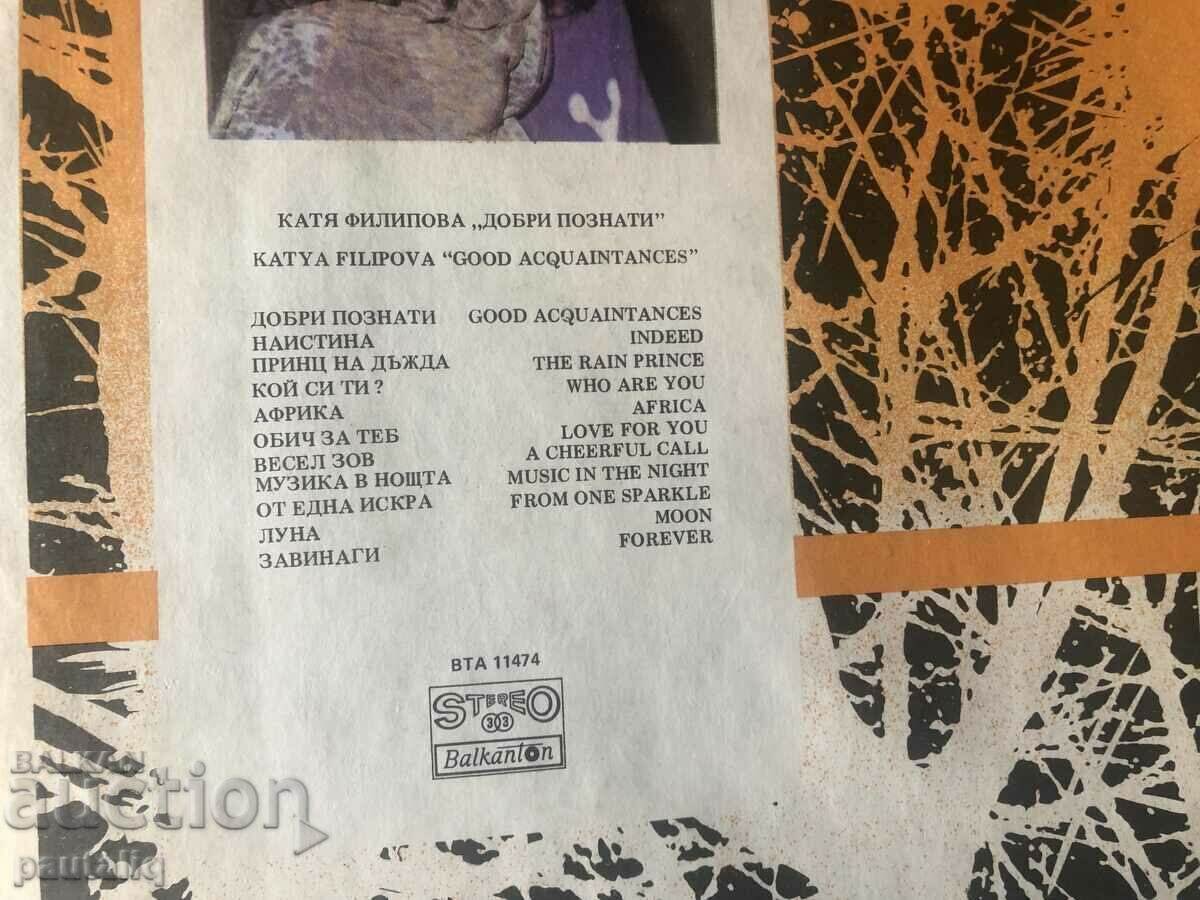 КАТЯ ФИЛИПОВА „ДОБРИ ПОЗНАТИ”
KATYA FILIPOVA “GOOD ACQUAINTANCES”
ДОБРИ ПОЗНАТИ GOOD ACQUAINTANCES
НАИСТИНА INDEED
ПРИНЦ НА ДЪЖДА THE RAIN PRINCE
КОЙ СИ ТИ? WHO ARE YOU
АФРИКА AFRICA
ОБИЧ ЗА ТЕБ LOVE FOR YOU
ВЕСЕЛ ЗОВ A CHEERFUL CALL
МУЗИКА В НОЩТА MUSIC IN THE NIGHT
ОТ ЕДНА ИСКРА FROM ONE SPARKLE
ЛУНА MOON
ЗАВИНАГИ FOREVER
ВТА 11474
STEREO
33
Balkanton
BALKAN
auction
pautaliq